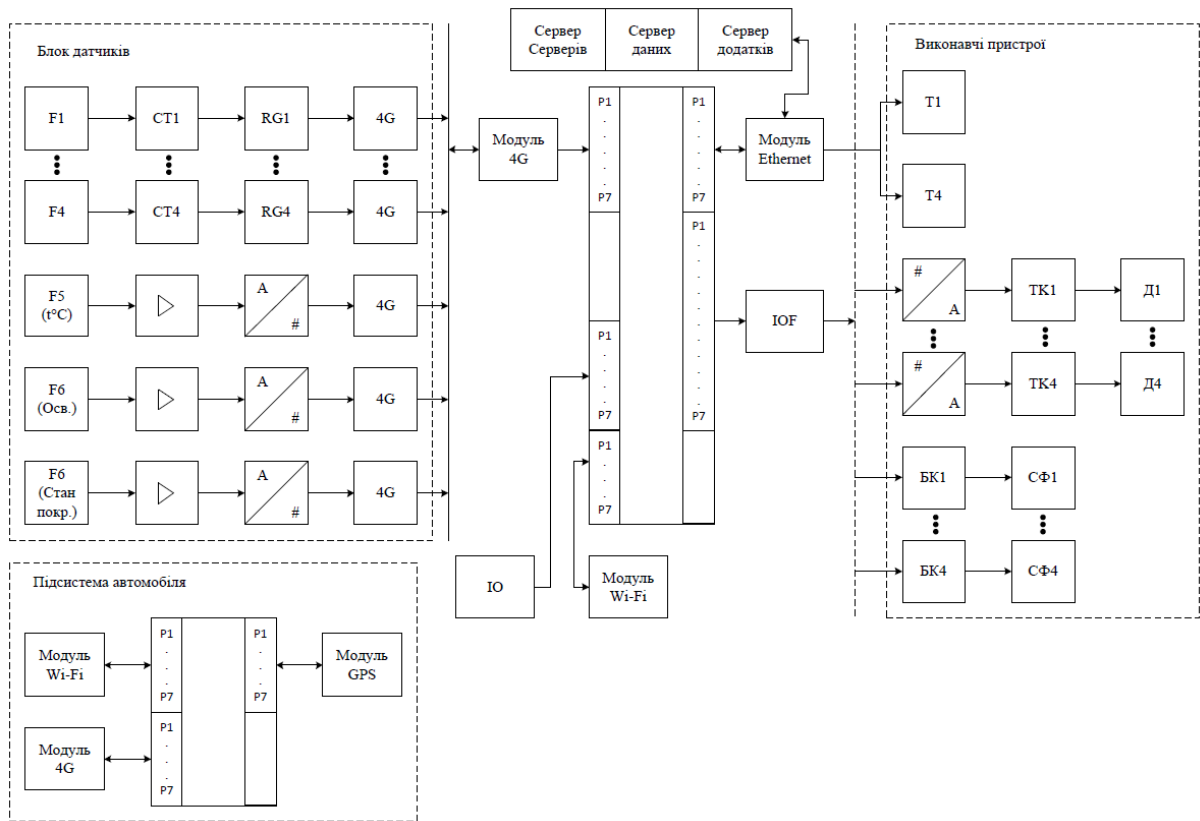 Блок датчиків
F1
CT1
RG1
4G
F4
CT4
RG4
4G
F5
(t°C)
A
#
4G
F6
(Осв.)
A
#
4G
F6
(Стан
покр.)
A
#
4G
Модуль
4G
Сервер
Серверів
Сервер
даних
Сервер
додатків
P1
.
.
.
.
.
P7
P1
.
.
.
.
.
P7
P1
.
.
.
.
.
P7
P1
.
.
.
.
P7
P1
.
.
.
.
.
.
.
.
.
.
.
.
P7
IO
Модуль
Wi-Fi
Модуль
Ethernet
IOF
Виконавчі пристрої
T1
T4
#
A
TK1
Д1
#
A
TK4
Д4
БК1
СФ1
БК4
СФ4
Підсистема автомобіля
Модуль
Wi-Fi
Модуль
4G
P1
.
.
.
P7
P1
.
.
.
P7
P1
.
.
.
P7
Модуль
GPS